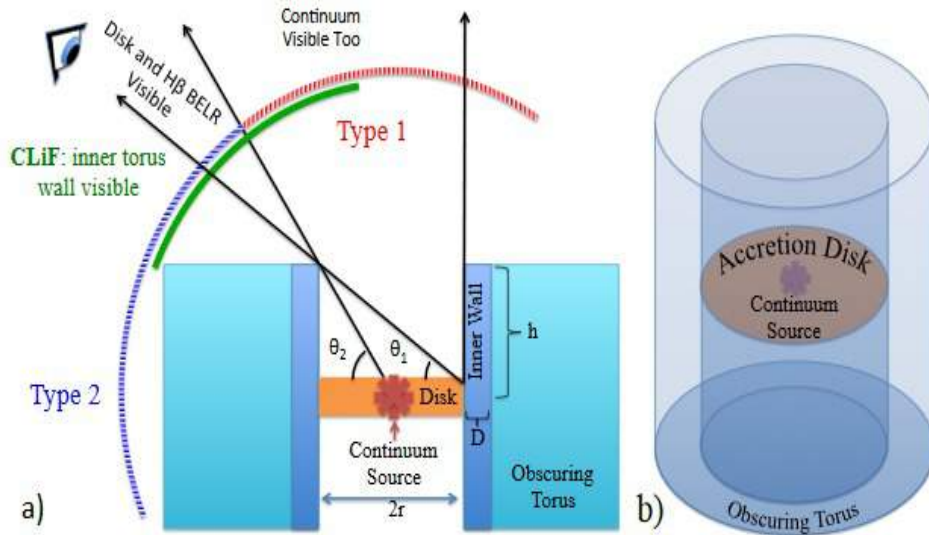 Continuum
Visible Too
Disk and Hβ BELR
Visible
CLiF: inner torus
wall visible
Type 1
Type 2
θ₂
θ₁
Inner Wall
h
Disk
D
Continuum
Source
2r
Obscuring
Torus
a)
Accretion Disk
Continuum
Source
Obscuring Torus
b)